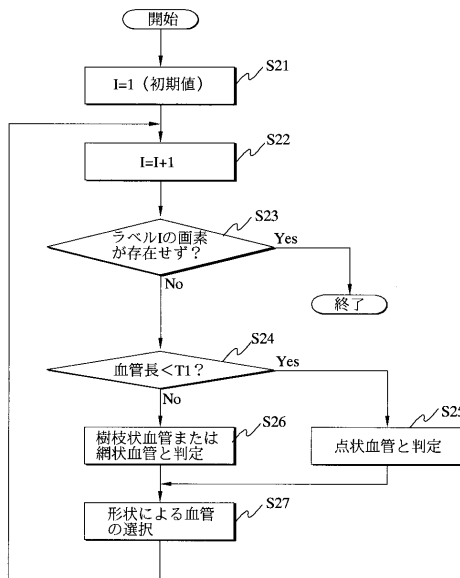 開始
S21
I=1（初期値）
S22
I=I+1
S23
ラベルIの画素
が存在せず？
Yes
No
終了
S24
血管長<T1？
Yes
No
S26
樹枝状血管または
網状血管と判定
S25
点状血管と判定
S27
形状による血管
の選択